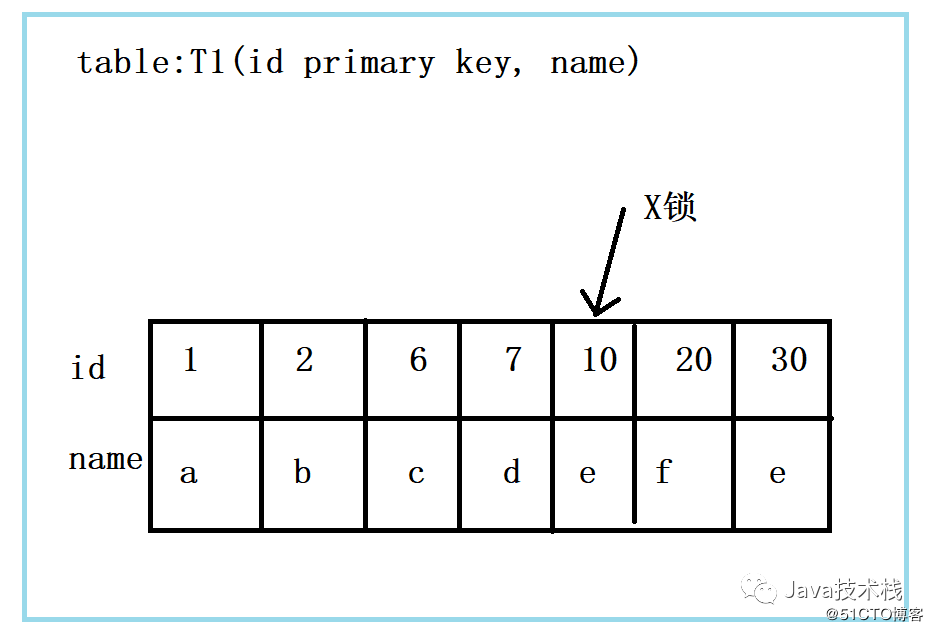 table:T1(id primary key, name)
X锁
id 1 2 6 7 10 20 30
name a b c d e f e
Java技术栈
@51CTO博客